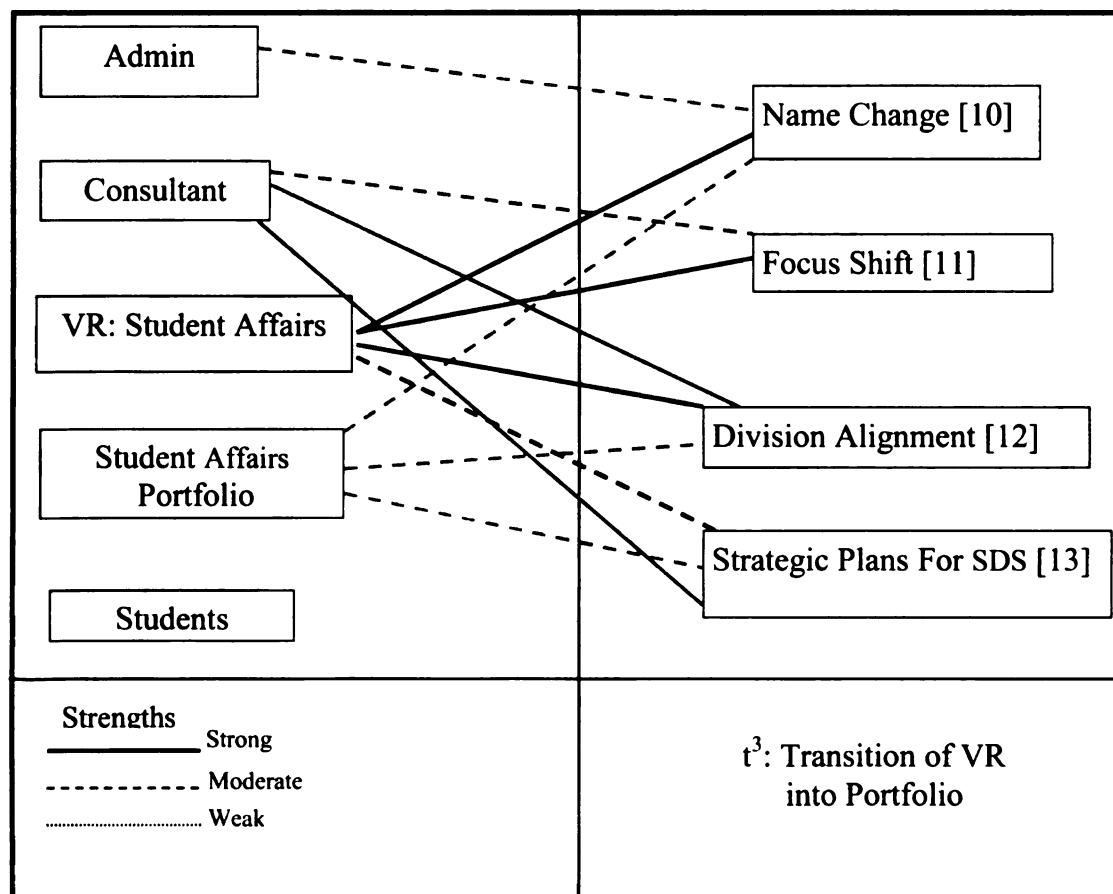 Admin
Consultant
VR: Student Affairs
Student Affairs
Portfolio
Students
Name Change [10]
Focus Shift [11]
Division Alignment [12]
Strategic Plans For SDS [13]
Strengths
Strong
Moderate
Weak
t³: Transition of VR
into Portfolio